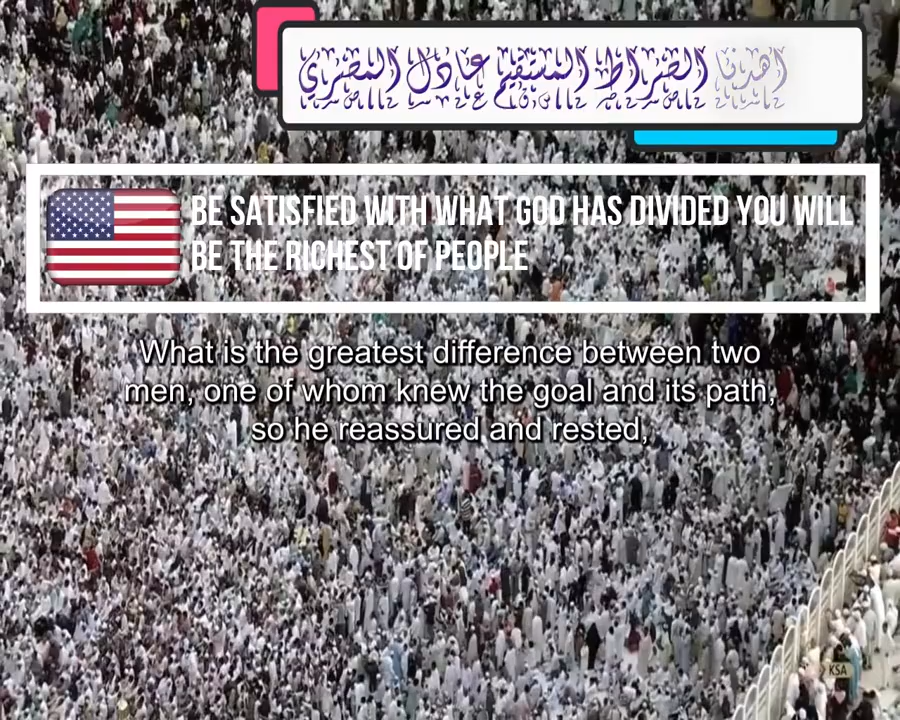 اهدنا الصراط المستقيم عادل المصري
BE SATISFIED WITH WHAT GOD HAS DIVIDED YOU WILL
BE THE RICHEST OF PEOPLE
What is the greatest difference between two
men, one of whom knew the goal and its path,
so he reassured and rested,
KSA